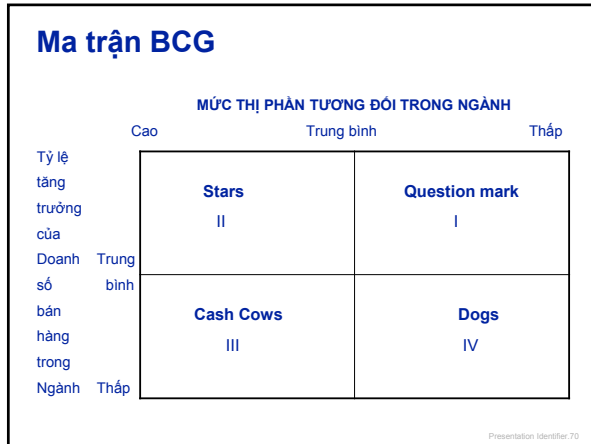 Ma trận BCG
MỨC THỊ PHẦN TƯƠNG ĐỐI TRONG NGÀNH
Cao Trung bình Thấp
Tỷ lệ
tăng
trưởng
của
Doanh Trung
số bình
bán
hàng
trong
Ngành Thấp
Stars Question mark
II I
Cash Cows Dogs
III IV
Presentation Identifier.70